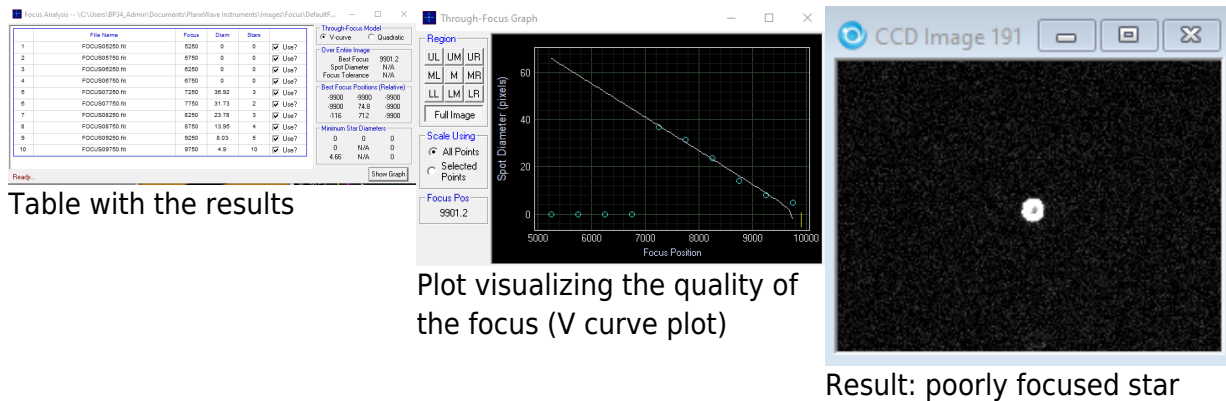 Focus Analysis -- \C:\Users\BP34_Admin\Documents\PlaneWave Instruments\Images\Focus\DefaultF...
File Name Focus Diam Stars
1 FOCUS05250.fit 5250 0 0 Use?
2 FOCUS05750.fit 5750 0 0 Use?
3 FOCUS06250.fit 6250 0 0 Use?
4 FOCUS06750.fit 6750 0 0 Use?
5 FOCUS07250.fit 7250 36.92 3 Use?
6 FOCUS07750.fit 7750 31.73 2 Use?
7 FOCUS08250.fit 8250 23.78 3 Use?
8 FOCUS08750.fit 8750 13.95 4 Use?
9 FOCUS09250.fit 9250 8.03 5 Use?
10 FOCUS09750.fit 9750 4.9 10 Use?
Through-Focus Model
V-curve Quadratic
Over Entire Image
Best Focus 9901.2
Spot Diameter N/A
Focus Tolerance N/A
Best Focus Positions (Relative)
-9900 -9900 -9900
-9900 74.8 -9900
-116 712 -9900
Minimum Star Diameters
0 0 0
0 N/A 0
4.66 N/A 0
Show Graph
Ready...
Table with the results
Through-Focus Graph
Region
UL UM UR
ML M MR
LL LM LR
Full Image
Scale Using
All Points
Selected
Points
Focus Pos
9901.2
Spot Diameter (pixels)
60
40
20
0
5000 6000 7000 8000 9000 10000
Focus Position
Plot visualizing the quality of
the focus (V curve plot)
CCD Image 191
Result: poorly focused star